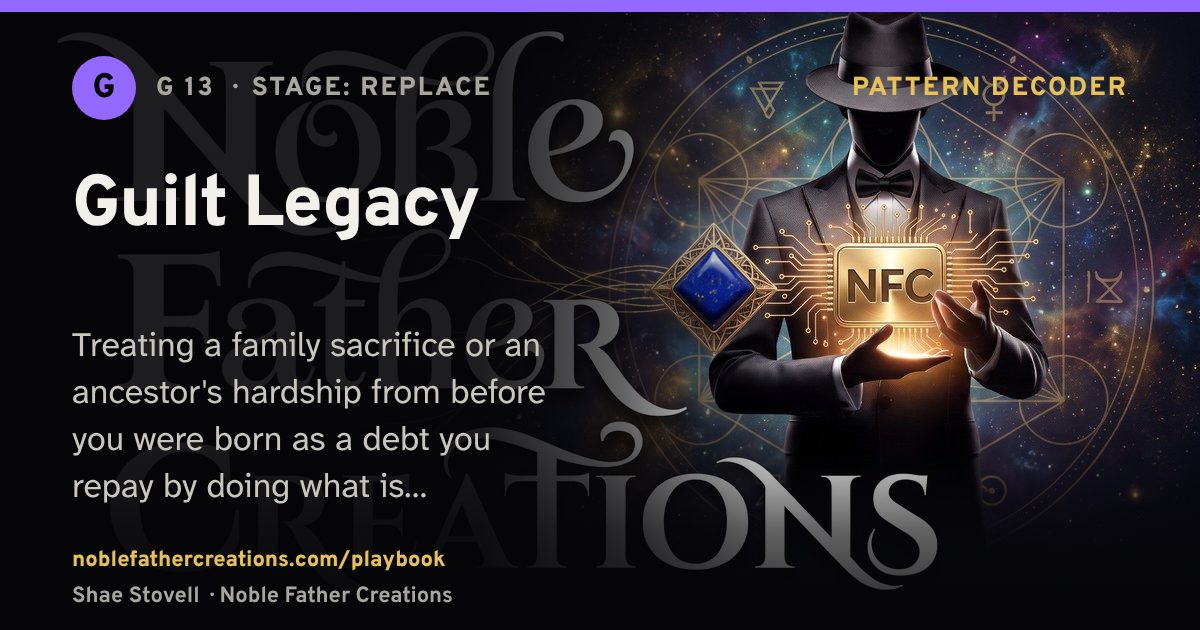 G
G 13 · STAGE: REPLACE
PATTERN DECODER
Noble
Father
Creations
Guilt Legacy
NFC
Treating a family sacrifice or an
ancestor's hardship from before
you were born as a debt you
repay by doing what is...
noblefathercreations.com/playbook
Shae Stovell · Noble Father Creations